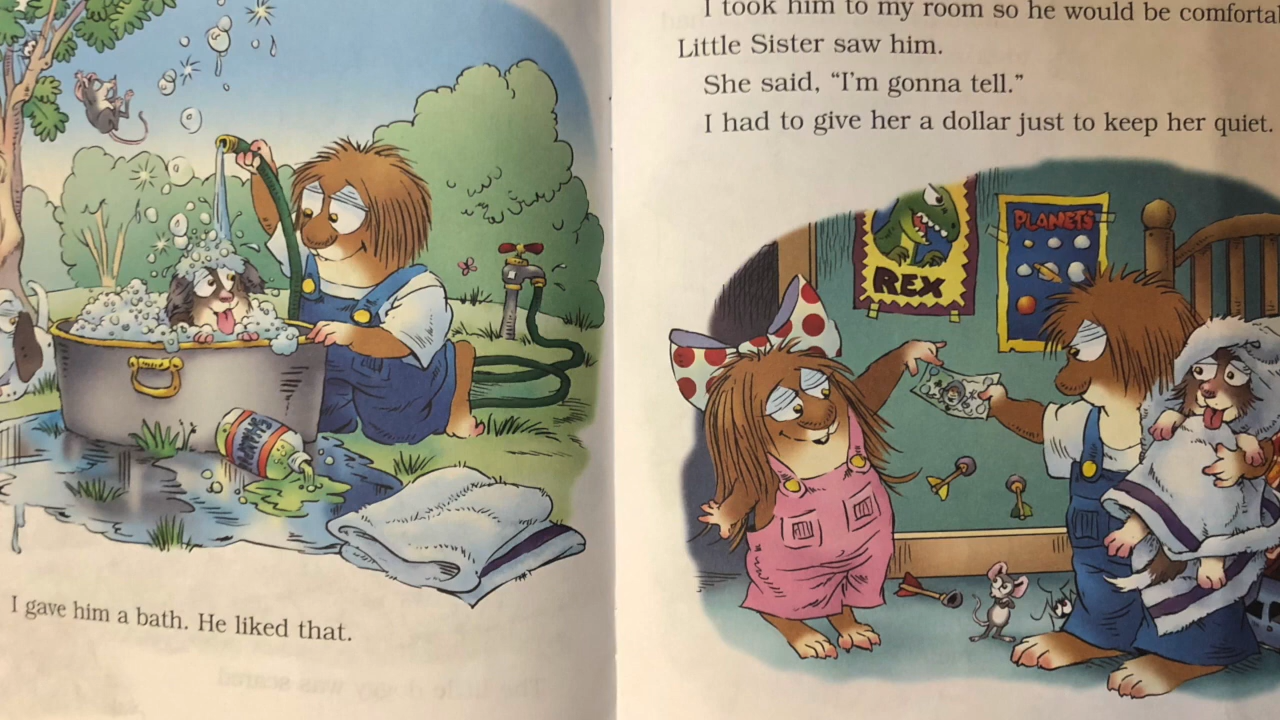 I gave him a bath. He liked that.
SHAMPOO
I took him to my room so he would be
Little Sister saw him.
She said, “I’m gonna tell.”
I had to give her a dollar just to keep her quiet.
REX
PLANETS